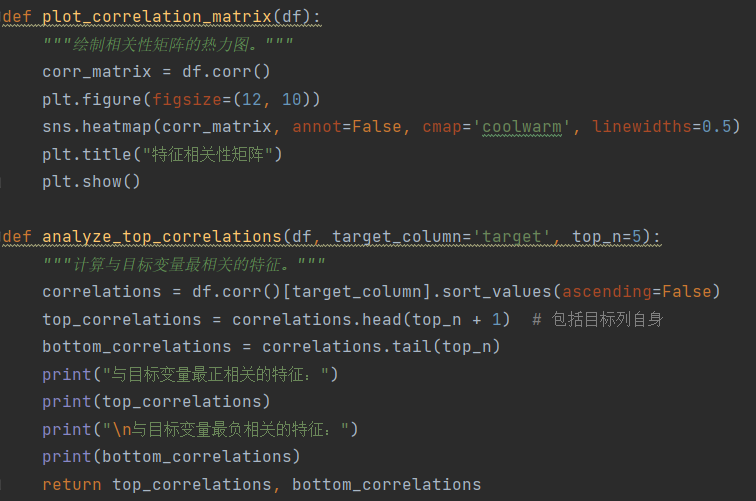 def plot_correlation_matrix(df):
    """绘制相关性矩阵的热力图。"""
    corr_matrix = df.corr()
    plt.figure(figsize=(12, 10))
    sns.heatmap(corr_matrix, annot=False, cmap='coolwarm', linewidths=0.5)
    plt.title("特征相关性矩阵")
    plt.show()

def analyze_top_correlations(df, target_column='target', top_n=5):
    """计算与目标变量最相关的特征。"""
    correlations = df.corr()[target_column].sort_values(ascending=False)
    top_correlations = correlations.head(top_n + 1)  # 包括目标列自身
    bottom_correlations = correlations.tail(top_n)
    print("与目标变量最正相关的特征：")
    print(top_correlations)
    print("\n与目标变量最负相关的特征：")
    print(bottom_correlations)
    return top_correlations, bottom_correlations